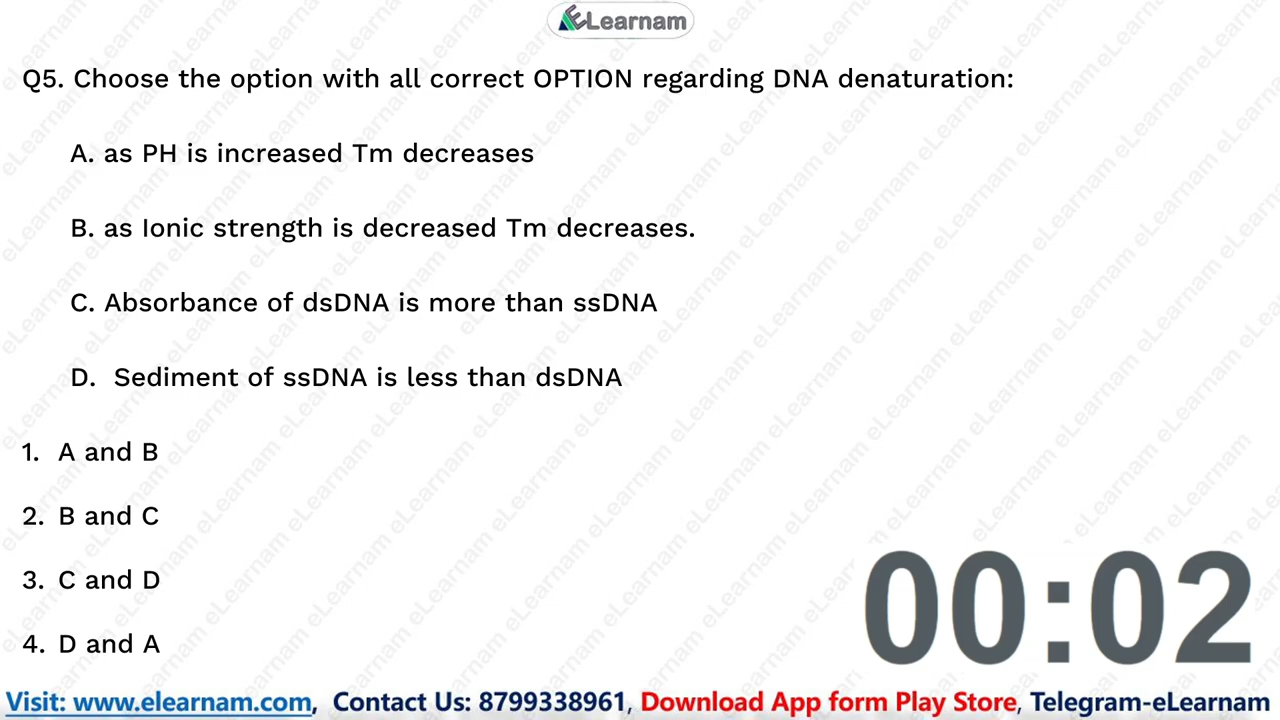 eLearnam
Q5. Choose the option with all correct OPTION regarding DNA denaturation:
A. as PH is increased Tm decreases
B. as Ionic strength is decreased Tm decreases.
C. Absorbance of dsDNA is more than ssDNA
D. Sediment of ssDNA is less than dsDNA
1. A and B
2. B and C
3. C and D
4. D and A
00:02
Visit: www.elearnam.com, Contact Us: 8799338961, Download App form Play Store, Telegram-eLearnam